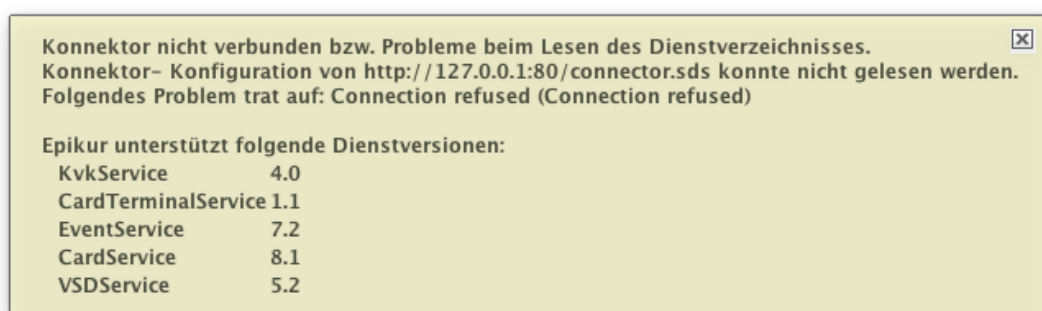 Konnektor nicht verbunden bzw. Probleme beim Lesen des Dienstverzeichnisses.
Konnektor- Konfiguration von http://127.0.0.1:80/connector.sds konnte nicht gelesen werden.
Folgendes Problem trat auf: Connection refused (Connection refused)
Epikur unterstützt folgende Dienstversionen:
KvkService 4.0
CardTerminalService 1.1
EventService 7.2
CardService 8.1
VSDService 5.2